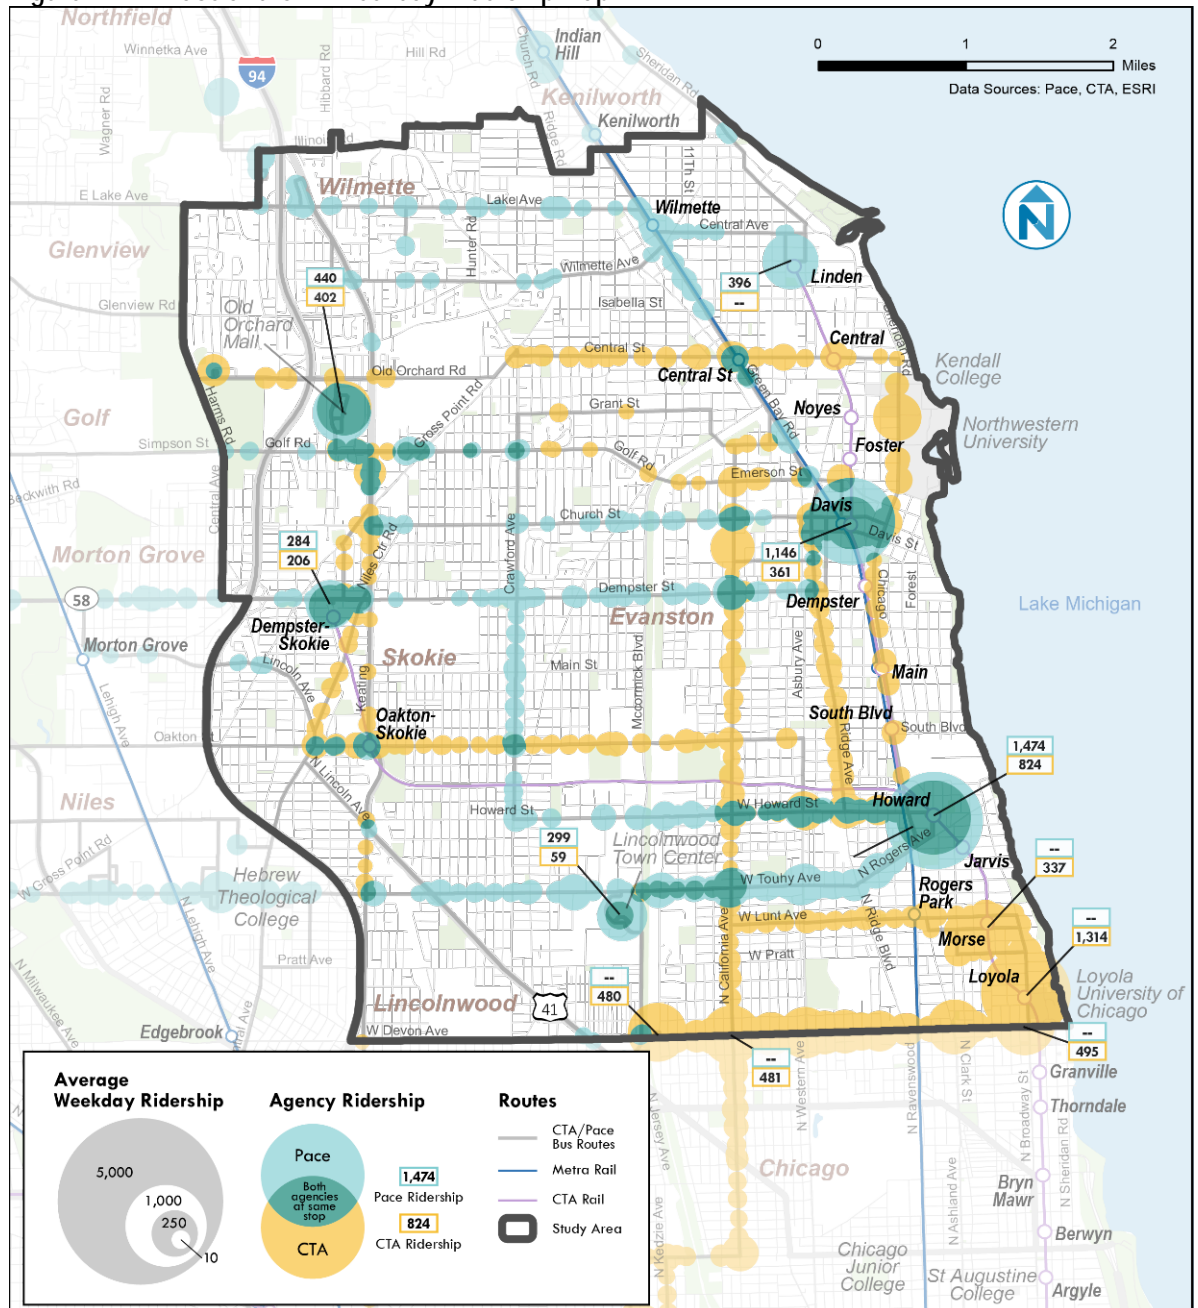 Northfield
Winnetka Ave
Wagner Rd
94
Hibbard Rd
Hill Rd
Church Rd
Indian
Hill
Sheridan Rd
0 1 2
Miles
Data Sources: Pace, CTA, ESRI
Kenilworth
Kenilworth
Ridge Rd
Illinois Rd
11Th St
E Lake Ave
Wilmette
Lake Ave
Wilmette
Central Ave
N
Glenview
Hunter Rd
Wilmette Ave
440
402
396
--
Linden
Glenview Rd
Old
Orchard
Mall
Isabella St
Sheridan Rd
Central St
Central
Central St
Old Orchard Rd
Green Bay Rd
Kendall
College
Harms Rd
Gross Point Rd
Grant St
Noyes
Golf
Simpson St
Golf Rd
Golf Rd
Foster
Northwestern
University
Beckwith Rd
Central Ave
Emerson St
Davis
Church St
Davis St
Morton Grove
284
206
Niles Ctr Rd
Crawford Ave
1,146
361
58
Dempster St
Dempster
Chicago
Forest
Lake Michigan
Evanston
Dempster-
Skokie
Morton Grove
Skokie
Lincoln Ave
Main St
Mccormick Blvd
Asbury Ave
Main
Lehigh Ave
Keating
Oakton-
Skokie
South Blvd
South Blvd
Oakton St
Ridge Ave
1,474
824
N Lincoln Ave
Niles
Howard St
W Howard St
Howard
299
59
Lincolnwood
Town Center
N Rogers Ave
Jarvis
--
337
W Gross Point Rd
Hebrew
Theological
College
W Touhy Ave
Rogers
Park
N Lehigh Ave
W Lunt Ave
N Ridge Blvd
Morse
--
1,314
N Milwaukee Ave
Pratt Ave
N California Ave
W Pratt
Loyola
Loyola
University of
Chicago
--
480
Lincolnwood
41
Edgebrook
W Devon Ave
--
495
--
481
Granville
Average
Weekday Ridership
5,000
1,000
250
10
Agency Ridership
Pace
Both
agencies
at same
stop
CTA
1,474
Pace Ridership
824
CTA Ridership
Routes
CTA/Pace
Bus Routes
Metra Rail
CTA Rail
Study Area
N Jersey Ave
N Kedzie Ave
N Western Ave
N Ravenswood
N Clark St
N Ashland Ave
N Broadway St
N Sheridan Rd
Thorndale
Chicago
Bryn
Mawr
Berwyn
Chicago
Junior
College
St Augustine
College
Argyle